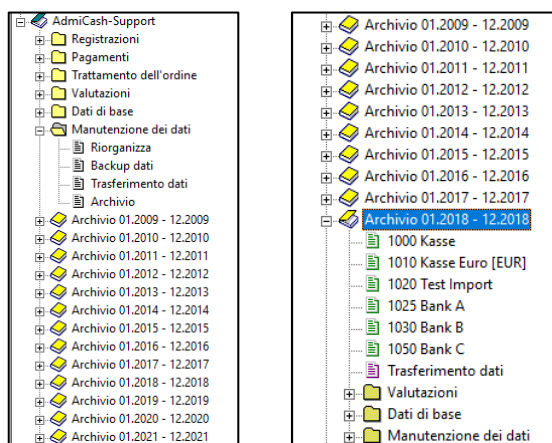 AdmiCash-Support
Registrazioni
Pagamenti
Trattamento dell'ordine
Valutazioni
Dati di base
Manutenzione dei dati
Riorganizza
Backup dati
Trasferimento dati
Archivio
Archivio 01.2009 - 12.2009
Archivio 01.2010 - 12.2010
Archivio 01.2011 - 12.2011
Archivio 01.2012 - 12.2012
Archivio 01.2013 - 12.2013
Archivio 01.2014 - 12.2014
Archivio 01.2015 - 12.2015
Archivio 01.2016 - 12.2016
Archivio 01.2017 - 12.2017
Archivio 01.2018 - 12.2018
Archivio 01.2019 - 12.2019
Archivio 01.2020 - 12.2020
Archivio 01.2021 - 12.2021
Archivio 01.2009 - 12.2009
Archivio 01.2010 - 12.2010
Archivio 01.2011 - 12.2011
Archivio 01.2012 - 12.2012
Archivio 01.2013 - 12.2013
Archivio 01.2014 - 12.2014
Archivio 01.2015 - 12.2015
Archivio 01.2016 - 12.2016
Archivio 01.2017 - 12.2017
Archivio 01.2018 - 12.2018
1000 Kasse
1010 Kasse Euro [EUR]
1020 Test Import
1025 Bank A
1030 Bank B
1050 Bank C
Trasferimento dati
Valutazioni
Dati di base
Manutenzione dei dati